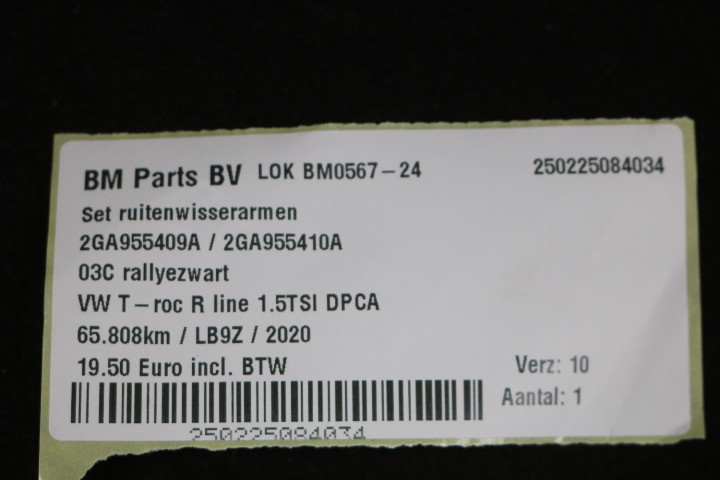 BM Parts BV LOK BM0567-24 250225084034
Set ruitenwisserarmen
2GA955409A / 2GA955410A
03C rallyezwart
VW T-roc R line 1.5TSI DPCA
65.808km / LB9Z / 2020
19.50 Euro incl. BTW Verz: 10
Aantal: 1
250225084034